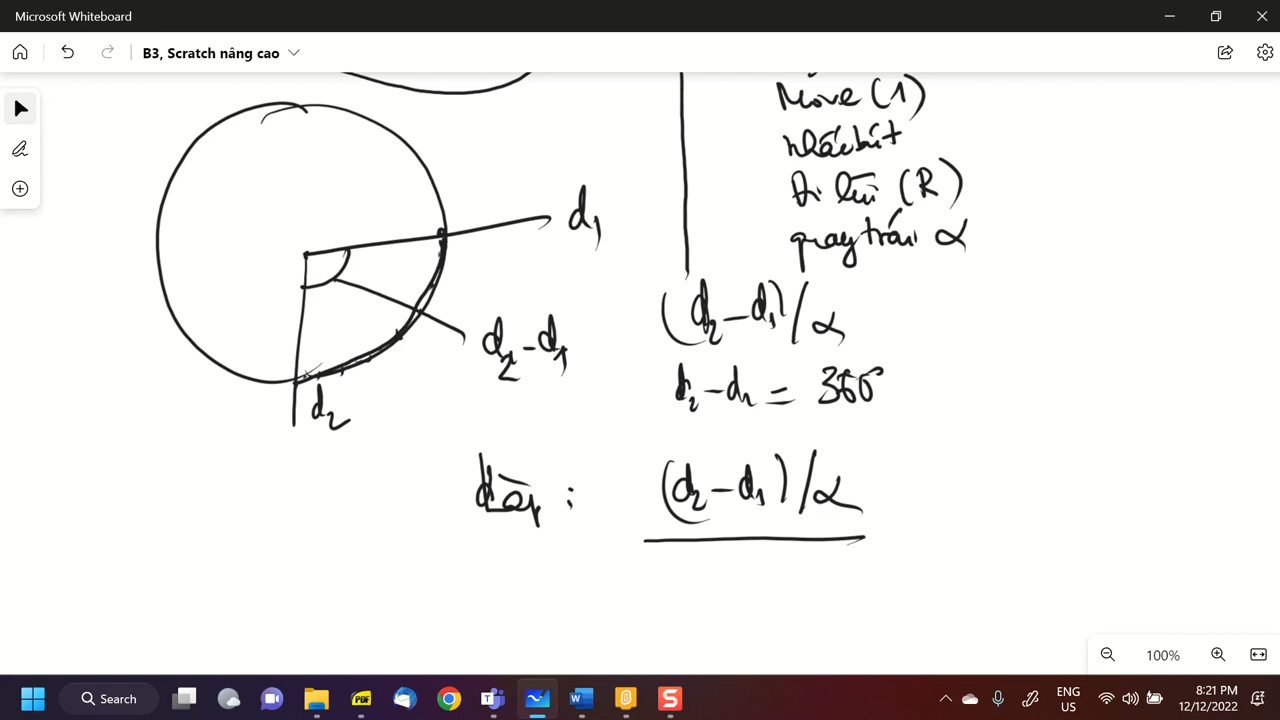 Microsoft Whiteboard
B3, Scratch nâng cao
Move (1)
nhấc bút
Đi lùi (R)
quay trái α
d1
(d2 - d1) / α
d2 - d1
d2 - d1 = 360
d2
(d2 - d1) / α
100%
Search
PDF
W
S
ENG
US
8:21 PM
12/12/2022